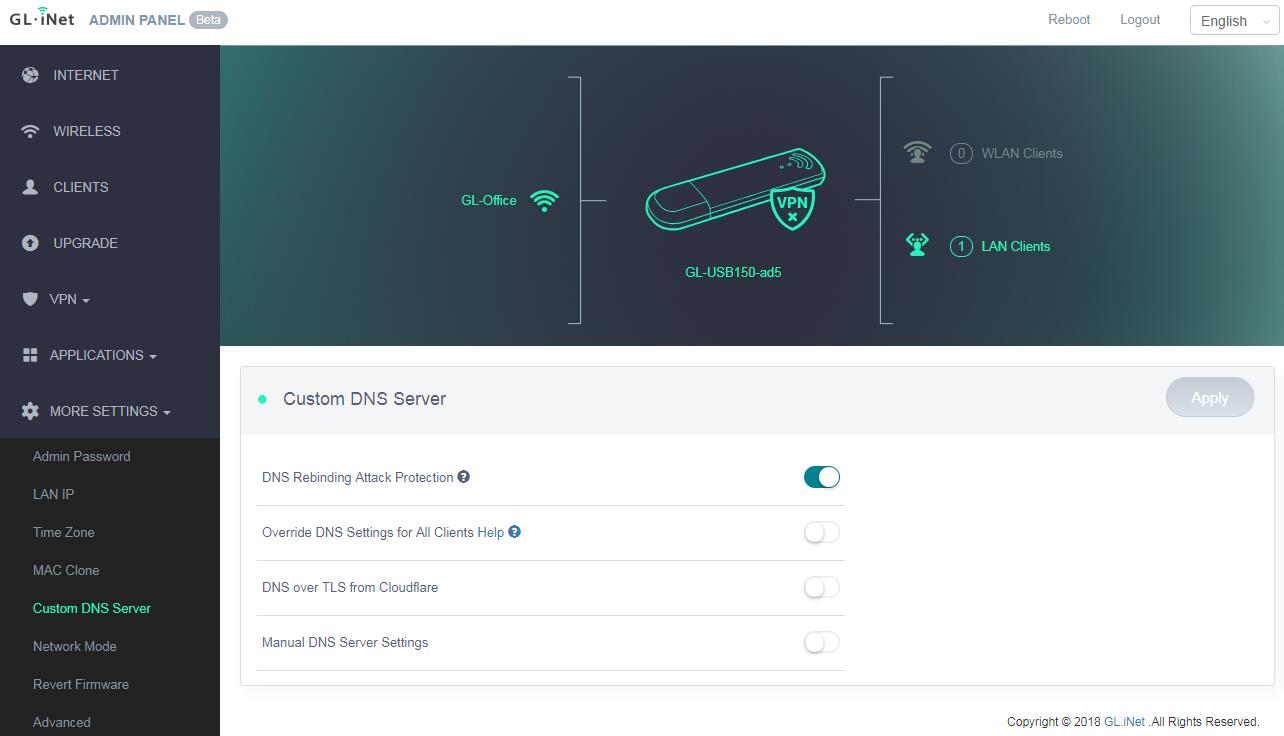 GL·iNet ADMIN PANEL Beta
Reboot Logout English
INTERNET
WIRELESS
CLIENTS
UPGRADE
VPN
APPLICATIONS
MORE SETTINGS
Admin Password
LAN IP
Time Zone
MAC Clone
Custom DNS Server
Network Mode
Revert Firmware
Advanced
GL-Office
VPN
GL-USB150-ad5
0 WLAN Clients
1 LAN Clients
Custom DNS Server
Apply
DNS Rebinding Attack Protection ?
Override DNS Settings for All Clients Help ?
DNS over TLS from Cloudflare
Manual DNS Server Settings
Copyright © 2018 GL.iNet .All Rights Reserved.